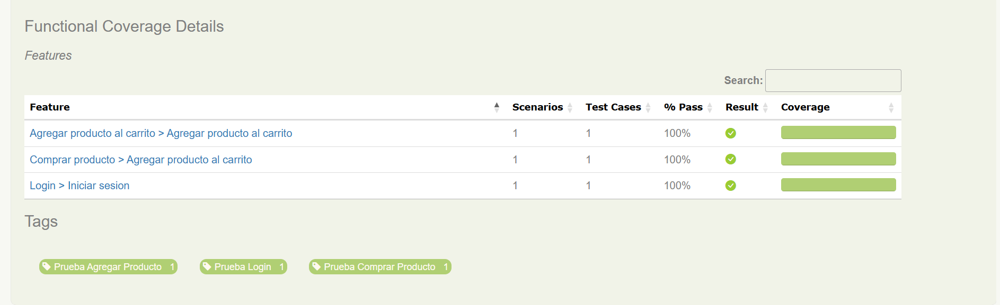 Functional Coverage Details
Features
Search:
Feature Scenarios Test Cases % Pass Result Coverage
Agregar producto al carrito > Agregar producto al carrito 1 1 100%
Comprar producto > Agregar producto al carrito 1 1 100%
Login > Iniciar sesion 1 1 100%
Tags
Prueba Agregar Producto 1 Prueba Login 1 Prueba Comprar Producto 1